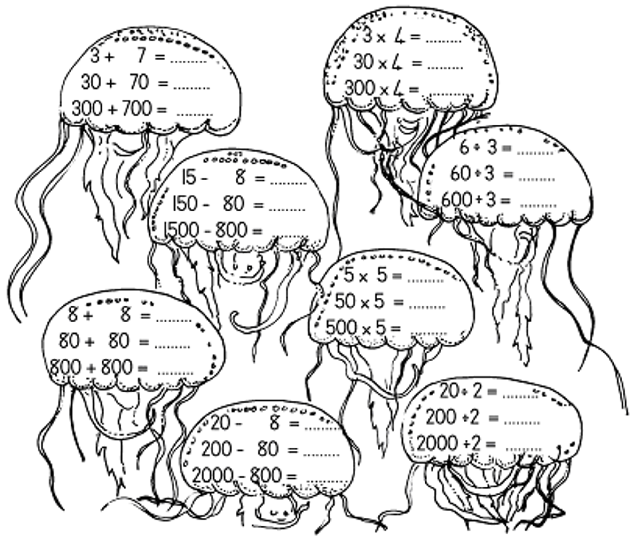 3 + 7 = ........
30 + 70 = ........
300 + 700 = ........
3 x 4 = ........
30 x 4 = ........
300 x 4 = ........
15 - 8 = ........
150 - 80 = ........
1500 - 800 = ........
6 ÷ 3 = ........
60 ÷ 3 = ........
600 ÷ 3 = ........
8 + 8 = ........
80 + 80 = ........
800 + 800 = ........
5 x 5 = ........
50 x 5 = ........
500 x 5 = ........
20 - 8 = ........
200 - 80 = ........
2000 - 800 = ........
20 ÷ 2 = ........
200 ÷ 2 = ........
2000 ÷ 2 = ........